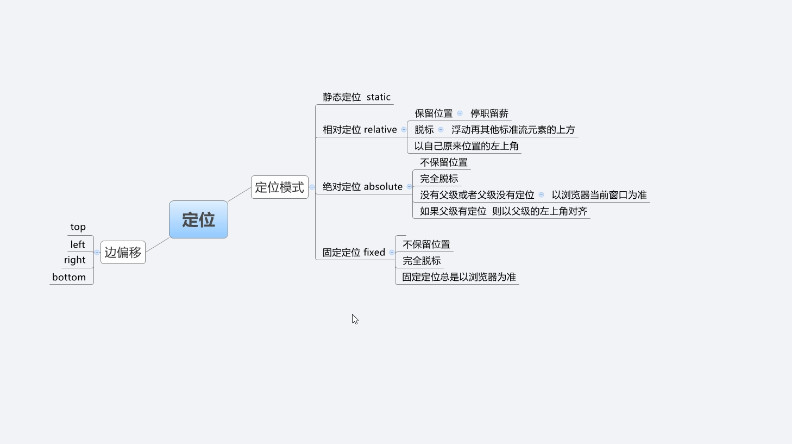 定位
定位模式
静态定位 static
相对定位 relative
保留位置
停职留薪
脱标
浮动再其他标准流元素的上方
以自己原来位置的左上角
绝对定位 absolute
不保留位置
完全脱标
没有父级或者父级没有定位
以浏览器当前窗口为准
如果父级有定位 则以父级的左上角对齐
固定定位 fixed
不保留位置
完全脱标
固定定位总是以浏览器为准
边偏移
top
left
right
bottom